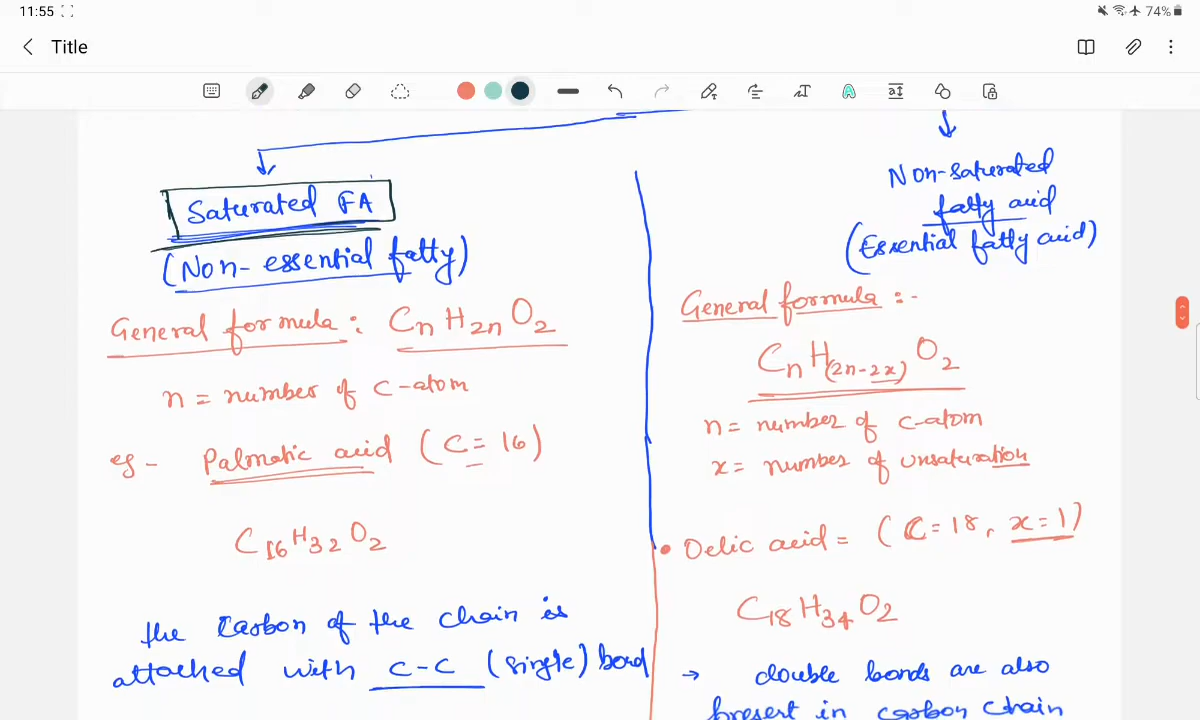 11:55
74%
Title
Saturated FA
(Non-essential fatty)
General formula: CnH2nO2
n = number of C-atom
eg - Palmatic acid (C= 16)
C16H32O2
the carbon of the chain is
attached with C-C (single) bond
Non-saturated
fatty acid
(Essential fatty acid)
General formula :-
CnH(2n-2x)O2
n= number of c-atom
x= number of unsaturation
• Oelic acid = (C=18, x=1)
C18H34O2
→ double bonds are also
present in carbon chain